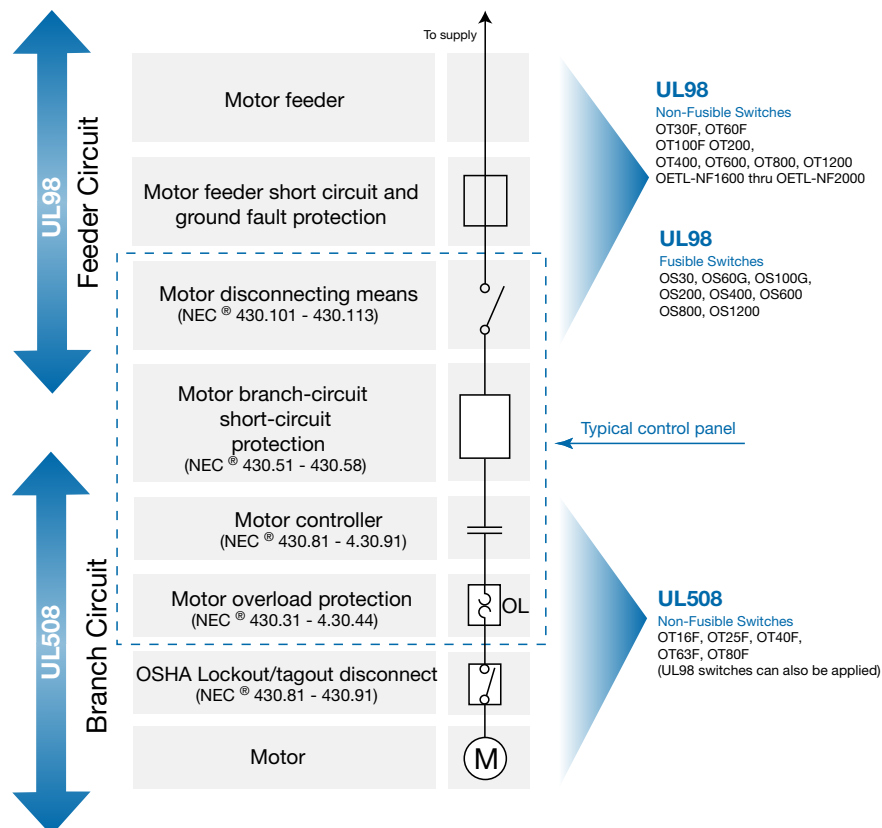 To supply
UL98
Feeder Circuit
Motor feeder
Motor feeder short circuit and
ground fault protection
Motor disconnecting means
(NEC ® 430.101 - 430.113)
Motor branch-circuit
short-circuit
protection
(NEC ® 430.51 - 430.58)
Motor controller
(NEC ® 430.81 - 4.30.91)
Motor overload protection
(NEC ® 430.31 - 4.30.44)
OL
OSHA Lockout/tagout disconnect
(NEC ® 430.81 - 430.91)
Motor
M
UL508
Branch Circuit
UL98
Non-Fusible Switches
OT30F, OT60F
OT100F OT200,
OT400, OT600, OT800, OT1200
OETL-NF1600 thru OETL-NF2000
UL98
Fusible Switches
OS30, OS60G, OS100G,
OS200, OS400, OS600
OS800, OS1200
Typical control panel
UL508
Non-Fusible Switches
OT16F, OT25F, OT40F,
OT63F, OT80F
(UL98 switches can also be applied)